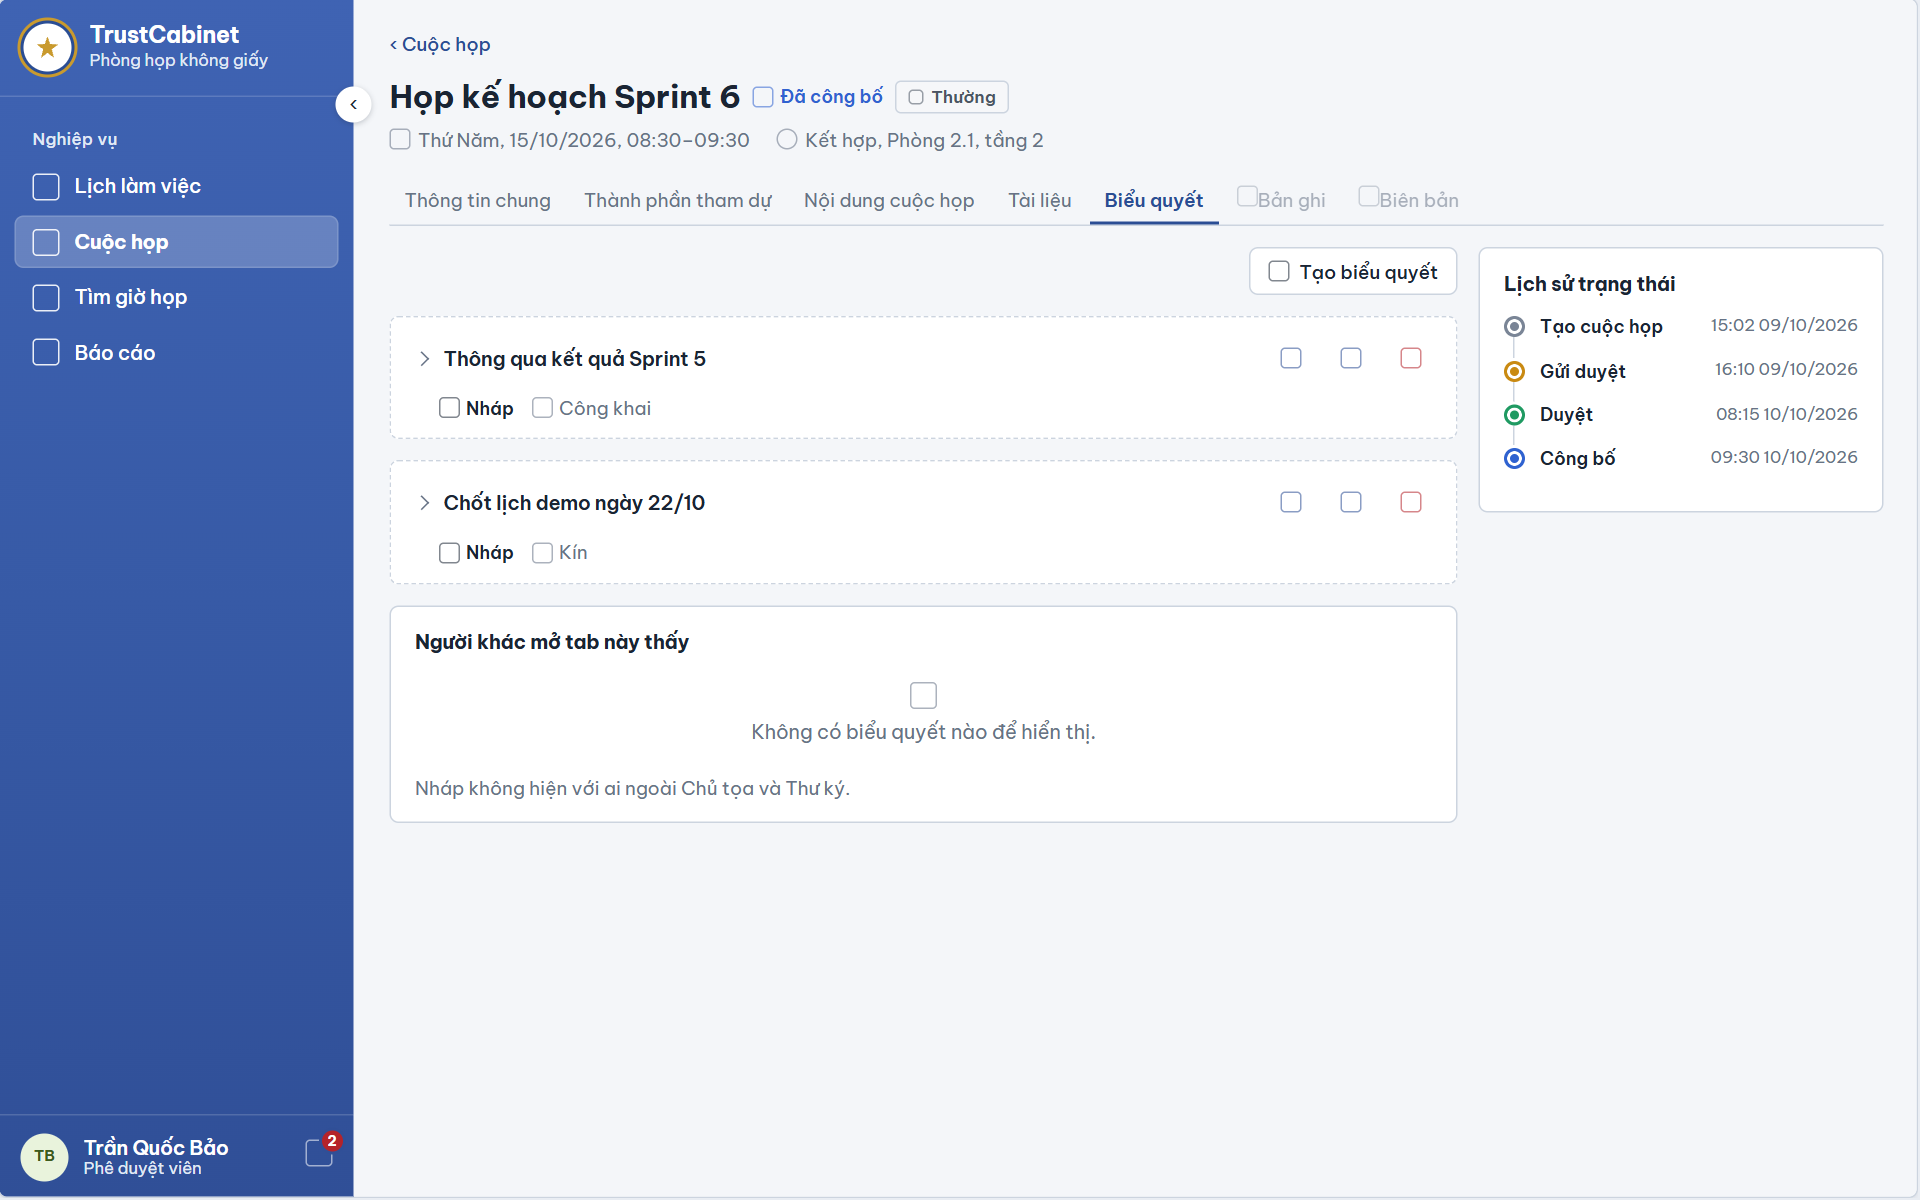 TrustCabinet
Phòng họp không giấy
Nghiệp vụ
Lịch làm việc
Cuộc họp
Tìm giờ họp
Báo cáo
TB
Trần Quốc Bảo
Phê duyệt viên
2
‹ Cuộc họp
Họp kế hoạch Sprint 6
Đã công bố
Thường
Thứ Năm, 15/10/2026, 08:30–09:30
Kết hợp, Phòng 2.1, tầng 2
Thông tin chung
Thành phần tham dự
Nội dung cuộc họp
Tài liệu
Biểu quyết
Bản ghi
Biên bản
Tạo biểu quyết
Thông qua kết quả Sprint 5
Nháp
Công khai
Chốt lịch demo ngày 22/10
Nháp
Kín
Người khác mở tab này thấy
Không có biểu quyết nào để hiển thị.
Nháp không hiện với ai ngoài Chủ tọa và Thư ký.
Lịch sử trạng thái
Tạo cuộc họp 15:02 09/10/2026
Gửi duyệt 16:10 09/10/2026
Duyệt 08:15 10/10/2026
Công bố 09:30 10/10/2026